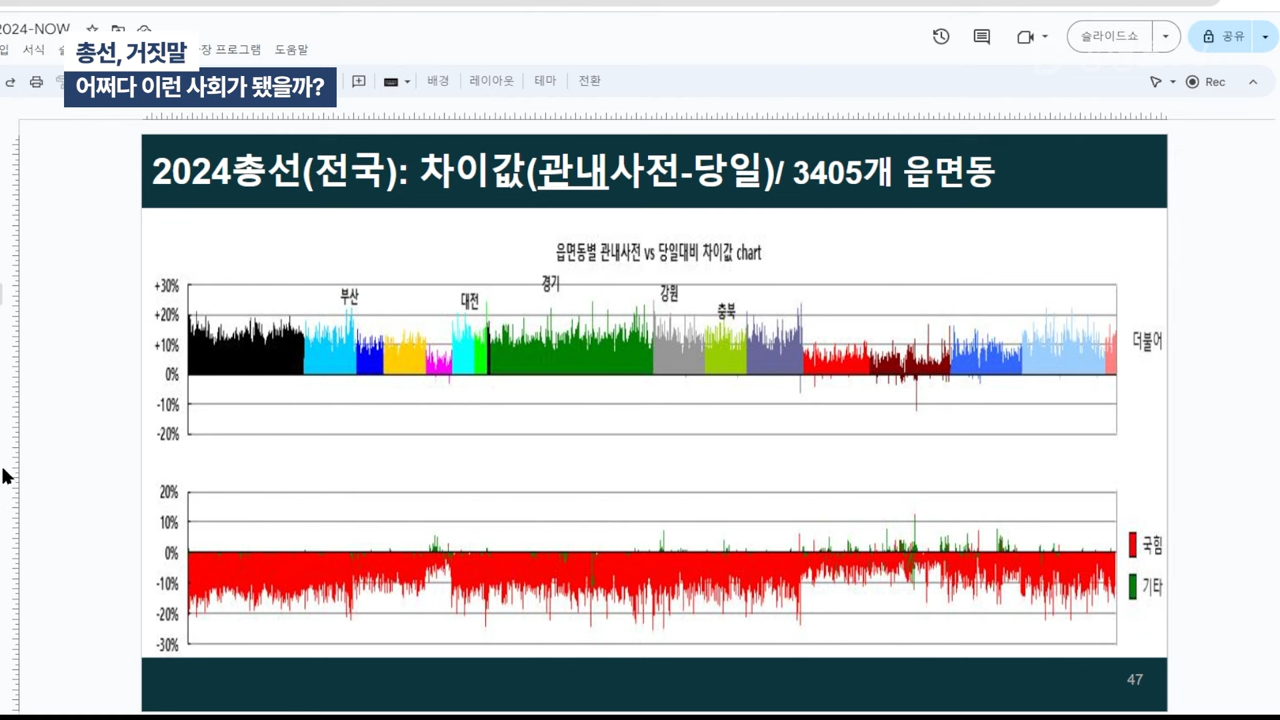 2024-NOW
총선, 거짓말
어쩌다 이런 사회가 됐을까?
서식
프로그램
도움말
배경
레이아웃
테마
전환
슬라이드쇼
공유
Rec
2024총선(전국): 차이값(관내사전-당일)/ 3405개 읍면동
읍면동별 관내사전 vs 당일대비 차이값 chart
부산
대전
경기
강원
충북
+30%
+20%
+10%
0%
-10%
-20%
더불어
20%
10%
0%
-10%
-20%
-30%
국힘
기타
47